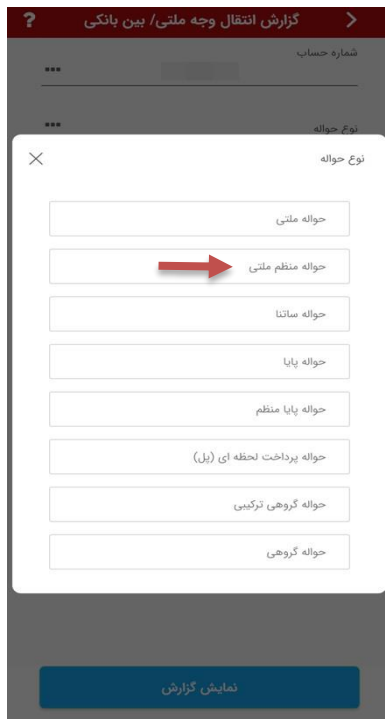 گزارش انتقال وجه ملتی/ بین بانکی ?
شماره حساب
...
نوع حواله
...
نوع حواله
حواله ملتی
حواله منظم ملتی
حواله ساتنا
حواله پایا
حواله پایا منظم
حواله پرداخت لحظه ای (پل)
حواله گروهی ترکیبی
حواله گروهی
نمایش گزارش